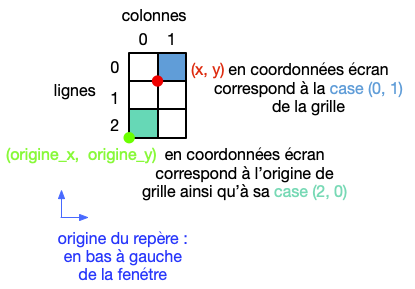 colonnes
0 1
0
(x, y) en coordonnées écran
correspond à la case (0, 1)
de la grille
lignes
1
2
(origine_x, origine_y) en coordonnées écran
correspond à l'origine de
grille ainsi qu'à sa case (2, 0)
origine du repère :
en bas à gauche
de la fenétre